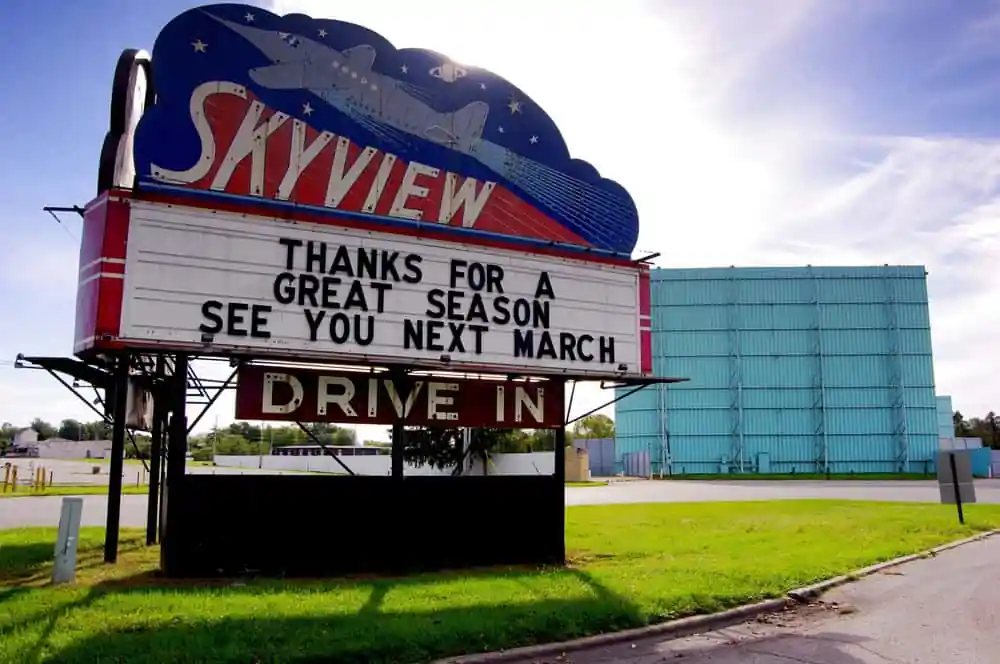 SKYVIEW
THANKS FOR A
GREAT SEASON
SEE YOU NEXT MARCH
DRIVE IN